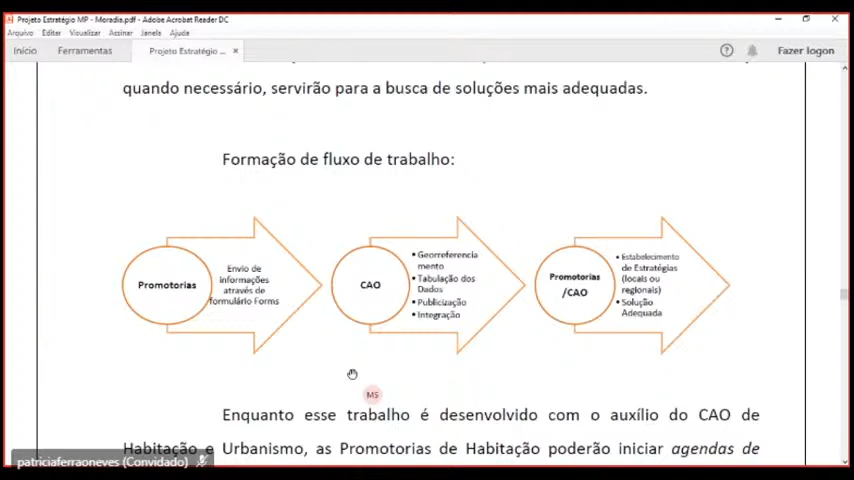 Projeto Estratégio MP - Moradia.pdf - Adobe Acrobat Reader DC
Arquivo Editar Visualizar Assinar Janela Ajuda
Início Ferramentas Projeto Estratégio ... × Fazer logon
quando necessário, servirão para a busca de soluções mais adequadas.
Formação de fluxo de trabalho:
Promotorias
Envio de
informações
através de
formulário Forms
CAO
• Georreferencia
mento
• Tabulação dos
Dados
• Publicização
• Integração
Promotorias
/CAO
• Estabelecimento
de Estratégias
(locais ou
regionais)
• Solução
Adequada
MS
Enquanto esse trabalho é desenvolvido com o auxílio do CAO de
Habitação e Urbanismo, as Promotorias de Habitação poderão iniciar agendas de
patriciaferraoneves (Convidado)